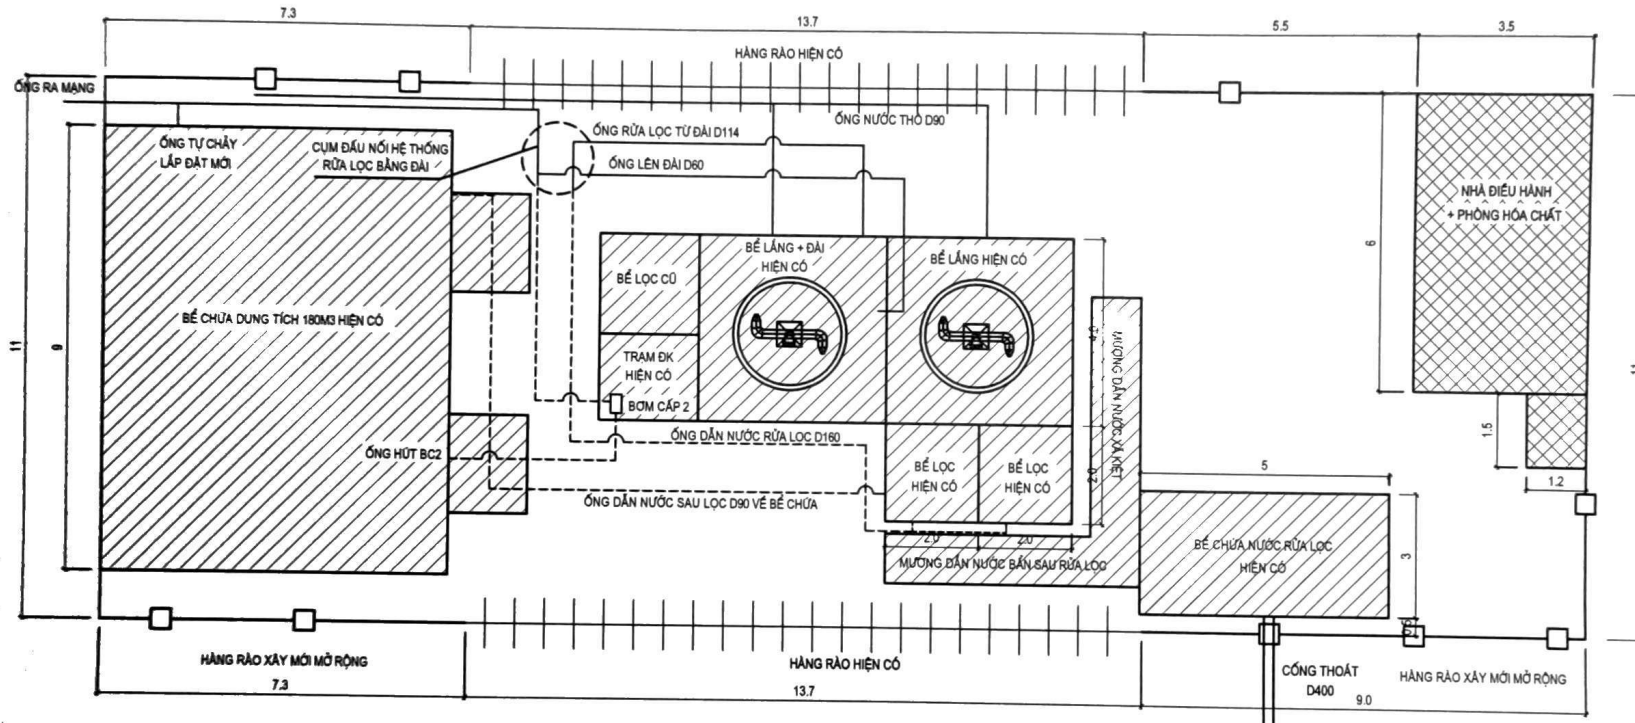 7.3
13.7
5.5
3.5
HÀNG RÀO HIỆN CÓ
ỐNG RA MẠNG
ỐNG NƯỚC THÔ D90
ỐNG RỬA LỌC TỪ ĐÀI D114
ỐNG TỰ CHẢY
LẮP ĐẶT MỚI
CỤM ĐẤU NỐI HỆ THỐNG
RỬA LỌC BẰNG ĐÀI
ỐNG LÊN ĐÀI D60
NHÀ ĐIỀU HÀNH
+ PHÒNG HÓA CHẤT
6
BỂ LẮNG + ĐÀI
HIỆN CÓ
BỂ LẮNG HIỆN CÓ
BỂ LỌC CŨ
BỂ CHỨA DUNG TÍCH 180M3 HIỆN CÓ
11
9
4.0
MƯƠNG DẪN NƯỚC XẢ KIỆT
11
TRẠM ĐK
HIỆN CÓ
BƠM CẤP 2
ỐNG DẪN NƯỚC RỬA LỌC D160
ỐNG HÚT BC2
1.5
1.2
5
BỂ LỌC
HIỆN CÓ
BỂ LỌC
HIỆN CÓ
2.0
ỐNG DẪN NƯỚC SAU LỌC D90 VỀ BỂ CHỨA
2.0
2.0
BỂ CHỨA NƯỚC RỬA LỌC
HIỆN CÓ
3
MƯƠNG DẪN NƯỚC BẨN SAU RỬA LỌC
HÀNG RÀO XÂY MỚI MỞ RỘNG
HÀNG RÀO HIỆN CÓ
CỐNG THOÁT
D400
HÀNG RÀO XÂY MỚI MỞ RỘNG
7.3
13.7
9.0